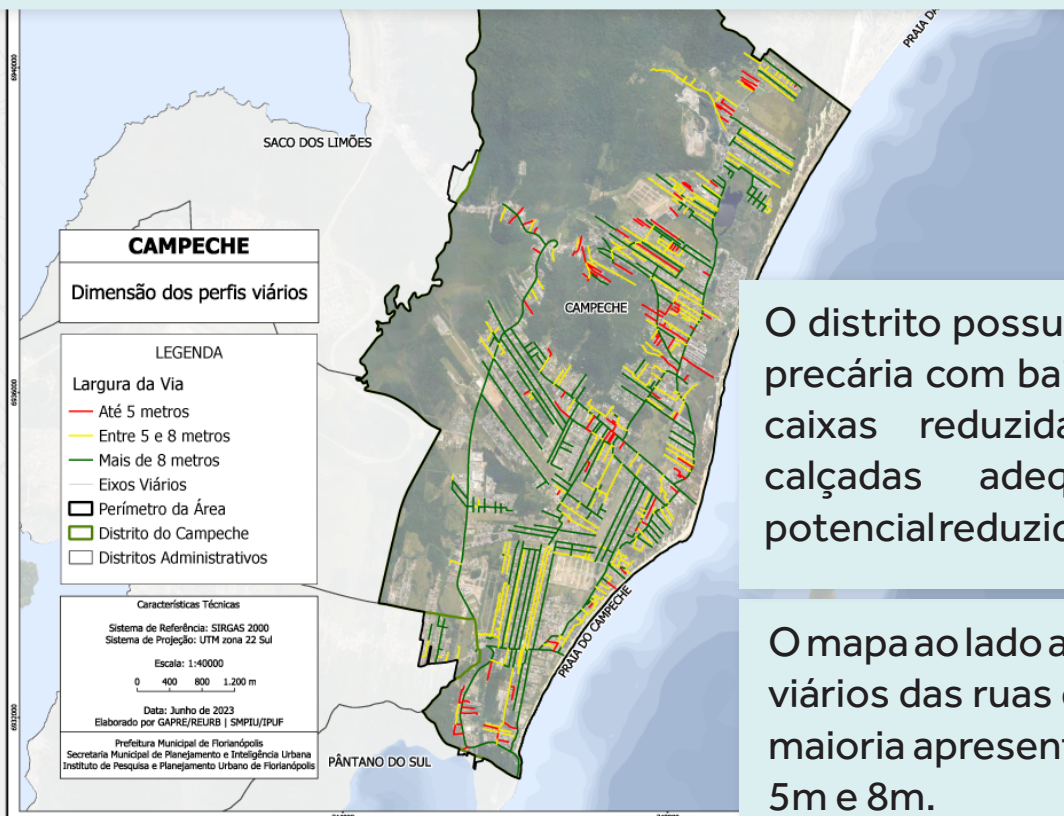 PRAIA DA
6940000
SACO DOS LIMÕES
CAMPECHE
Dimensão dos perfis viários
LEGENDA
Largura da Via
Até 5 metros
Entre 5 e 8 metros
Mais de 8 metros
Eixos Viários
Perímetro da Área
Distrito do Campeche
Distritos Administrativos
6936000
CAMPECHE
Características Técnicas
Sistema de Referência: SIRGAS 2000
Sistema de Projeção: UTM zona 22 Sul
Escala: 1:40000
0 400 800 1.200 m
Data: Junho de 2023
Elaborado por GAPRE/REURB | SMPIU/IPUF
Prefeitura Municipal de Florianópolis
Secretaria Municipal de Planejamento e Inteligência Urbana
Instituto de Pesquisa e Planejamento Urbano de Florianópolis
6932000
PRAIA DO CAMPECHE
PÂNTANO DO SUL
O distrito possu
precária com ba
caixas reduzida
calçadas adeq
potencial reduzid
O mapa ao lado a
viários das ruas
maioria apresent
5m e 8m.